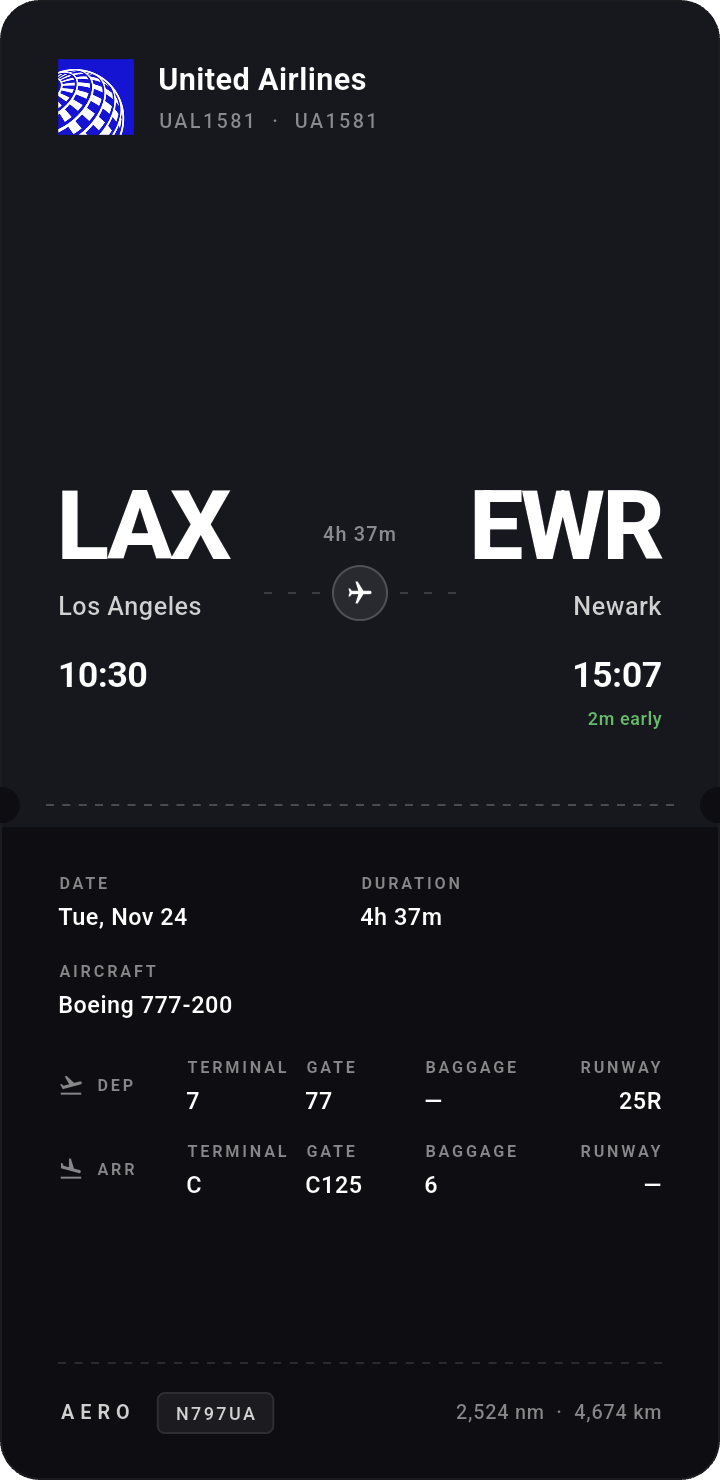 United Airlines
UAL1581 · UA1581
LAX 4h 37m EWR
Los Angeles Newark
10:30 15:07
2m early
DATE DURATION
Tue, Nov 24 4h 37m
AIRCRAFT
Boeing 777-200
DEP TERMINAL GATE BAGGAGE RUNWAY
7 77 — 25R
ARR TERMINAL GATE BAGGAGE RUNWAY
C C125 6 —
AERO N797UA 2,524 nm · 4,674 km